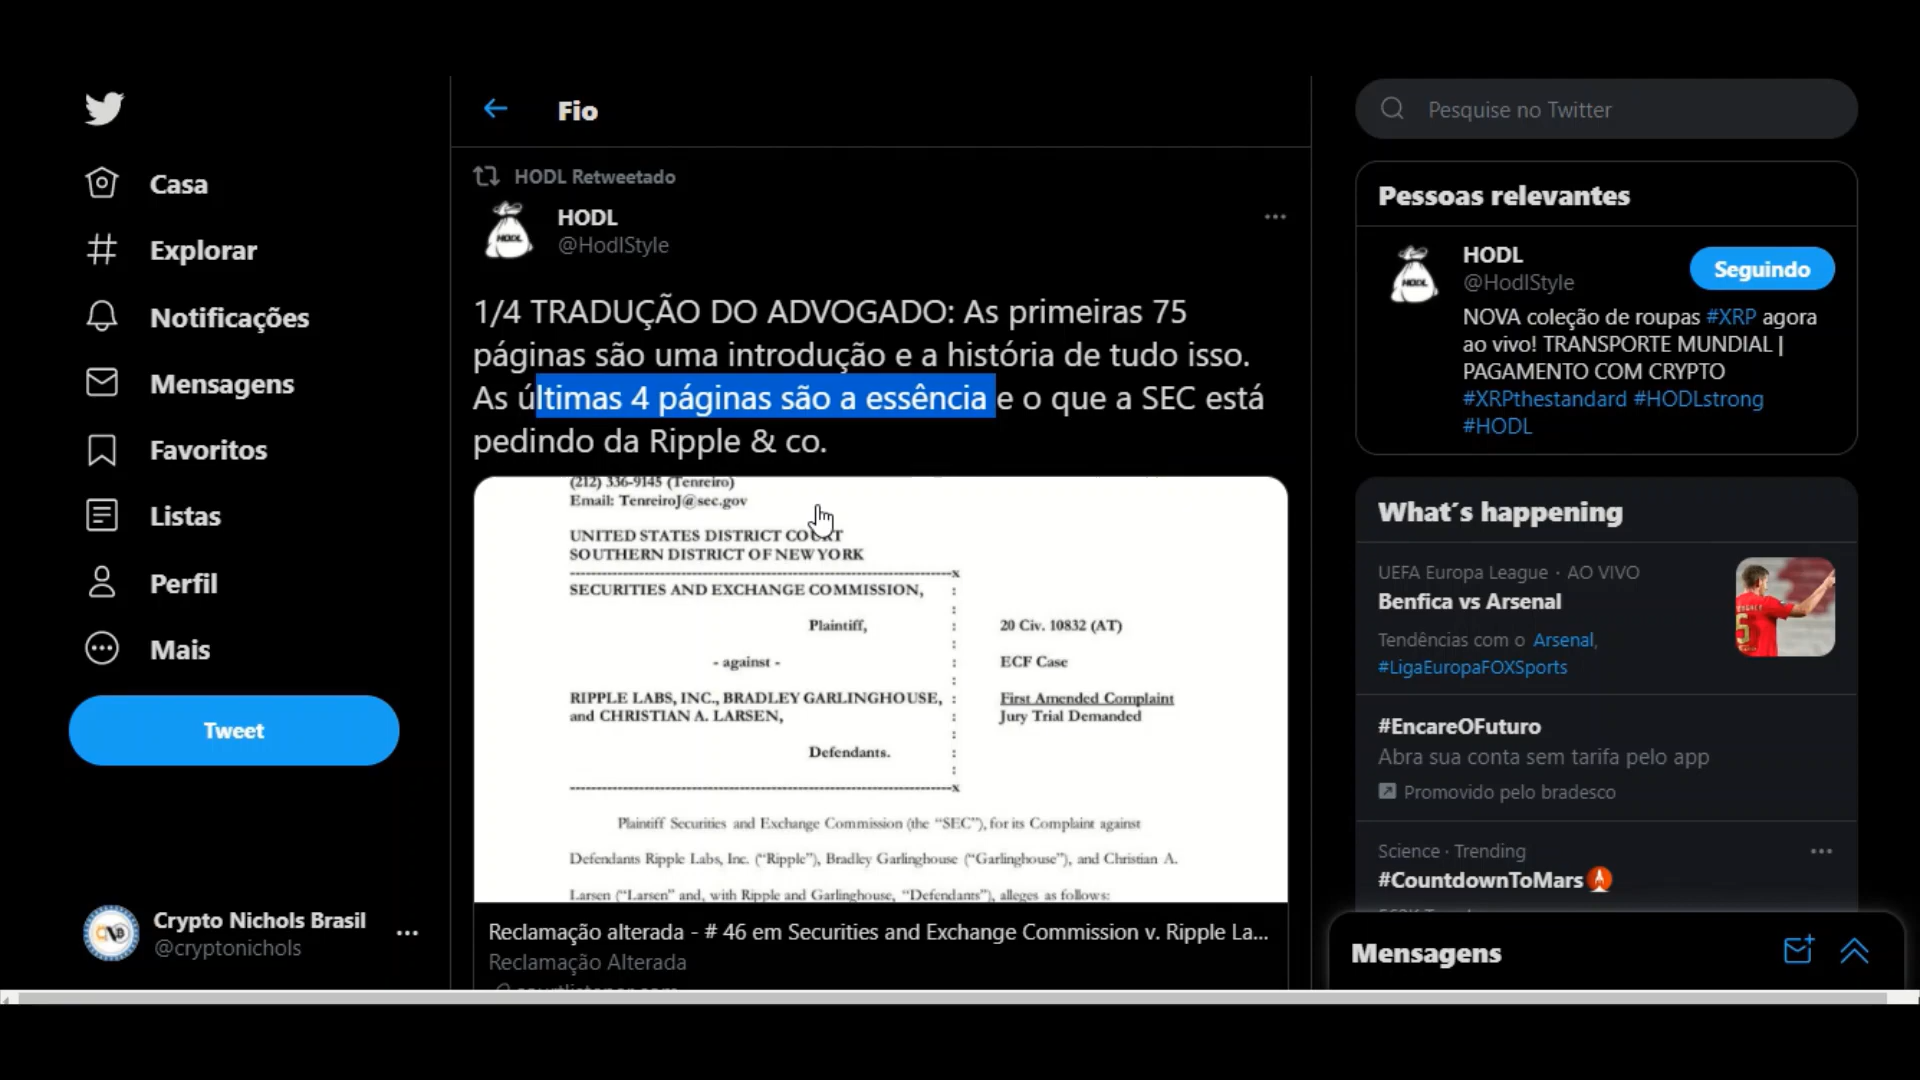 Casa
Explorar
Notificações
Mensagens
Favoritos
Listas
Perfil
Mais
Tweet
Crypto Nichols Brasil
@cryptonichols
Fio
HODL Retweetado
HODL
@HodlStyle
1/4 TRADUÇÃO DO ADVOGADO: As primeiras 75
páginas são uma introdução e a história de tudo isso.
As últimas 4 páginas são a essência e o que a SEC está
pedindo da Ripple & co.
(212) 336-9145 (Tenreiro)
Email: TenreiroJ@sec.gov
UNITED STATES DISTRICT COURT
SOUTHERN DISTRICT OF NEW YORK
SECURITIES AND EXCHANGE COMMISSION,
Plaintiff,
- against -
RIPPLE LABS, INC., BRADLEY GARLINGHOUSE,
and CHRISTIAN A. LARSEN,
Defendants.
20 Civ. 10832 (AT)
ECF Case
First Amended Complaint
Jury Trial Demanded
Plaintiff Securities and Exchange Commission (the “SEC”), for its Complaint against
Defendants Ripple Labs, Inc. (“Ripple”), Bradley Garlinghouse (“Garlinghouse”), and Christian A.
Larsen (“Larsen” and, with Ripple and Garlinghouse, “Defendants”), alleges as follows:
Reclamação alterada - # 46 em Securities and Exchange Commission v. Ripple La...
Reclamação Alterada
Pesquise no Twitter
Pessoas relevantes
HODL
@HodlStyle
Seguindo
NOVA coleção de roupas #XRP agora
ao vivo! TRANSPORTE MUNDIAL |
PAGAMENTO COM CRYPTO
#XRPthestandard #HODLstrong
#HODL
What´s happening
UEFA Europa League · AO VIVO
Benfica vs Arsenal
Tendências com o Arsenal,
#LigaEuropaFOXSports
#EncareOFuturo
Abra sua conta sem tarifa pelo app
Promovido pelo bradesco
Science · Trending
#CountdownToMars
Mensagens